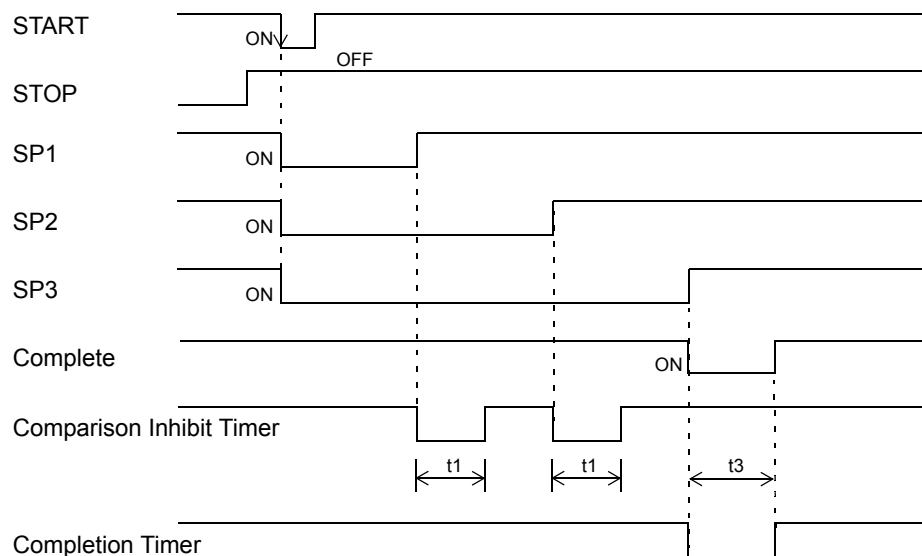 START
ON
OFF
STOP
SP1
ON
SP2
ON
SP3
ON
Complete
ON
Comparison Inhibit Timer
t1
t1
t3
Completion Timer